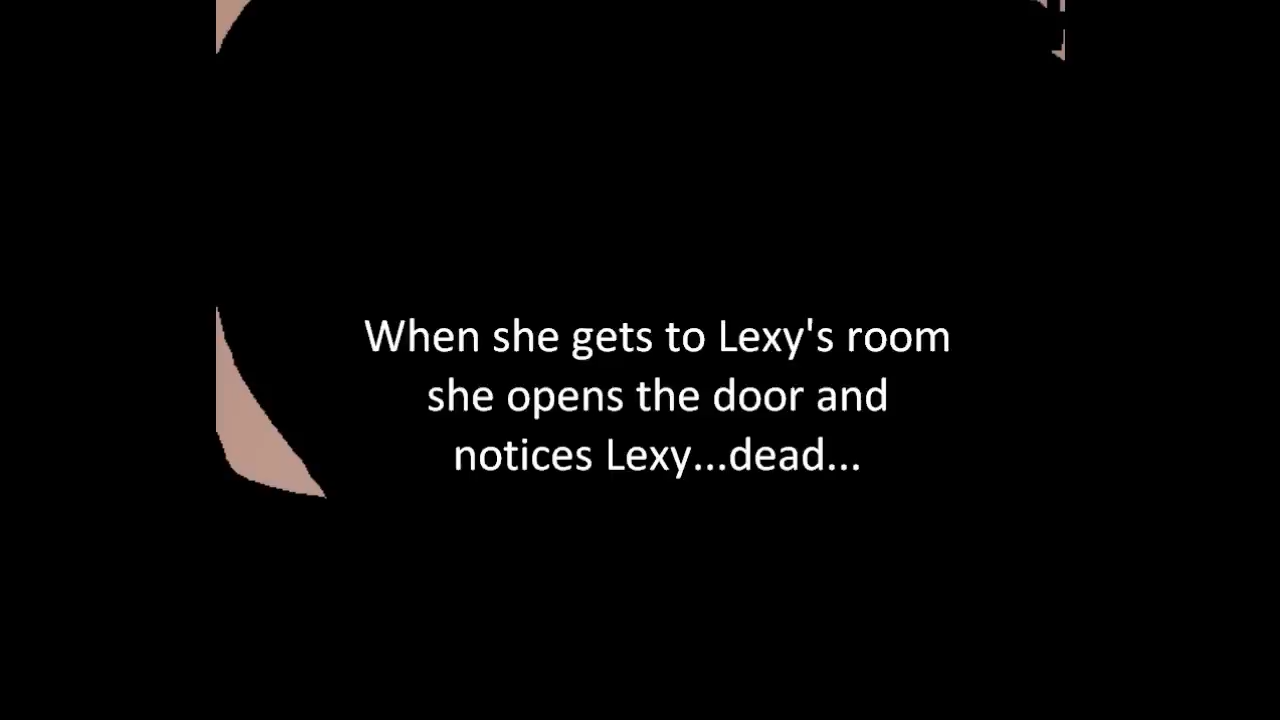 When she gets to Lexy's room
she opens the door and
notices Lexy...dead...